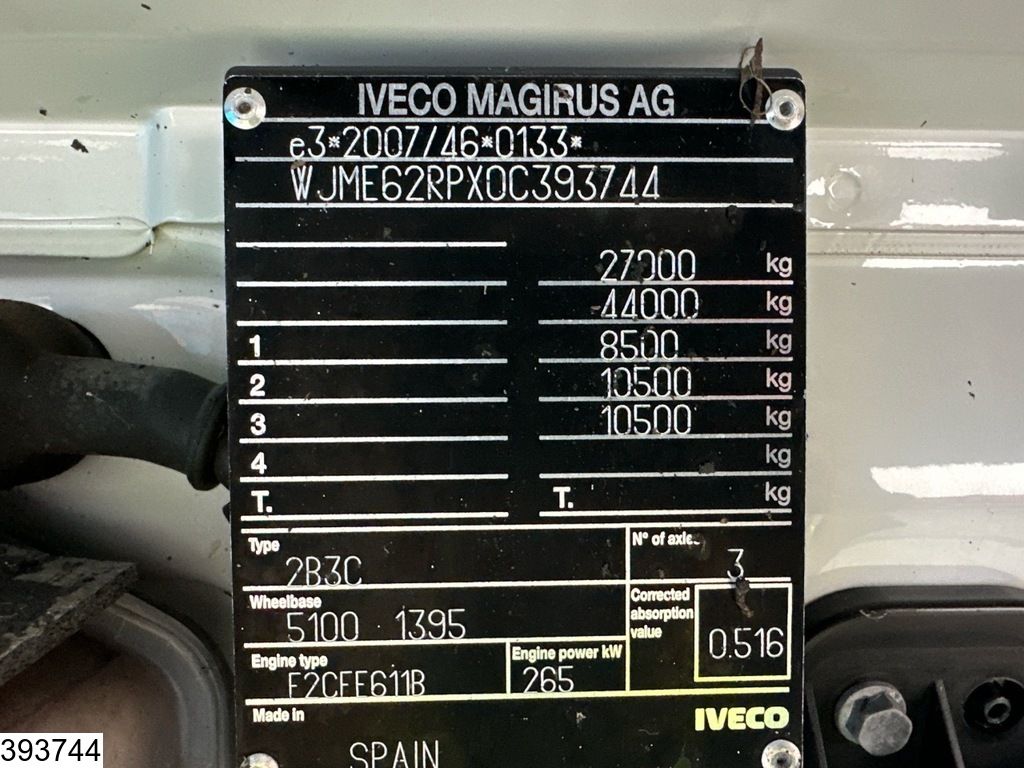 IVECO MAGIRUS AG
e3*2007/46*0133*
WJME62RPX0C393744
27000 kg
44000 kg
1 8500 kg
2 10500 kg
3 10500 kg
4 kg
T. T. kg
Type Nº of axles
2B3C 3
Wheelbase Corrected absorption value
5100 1395 0.516
Engine type Engine power kW
F2CFE611B 265
Made in IVECO
SPAIN
393744